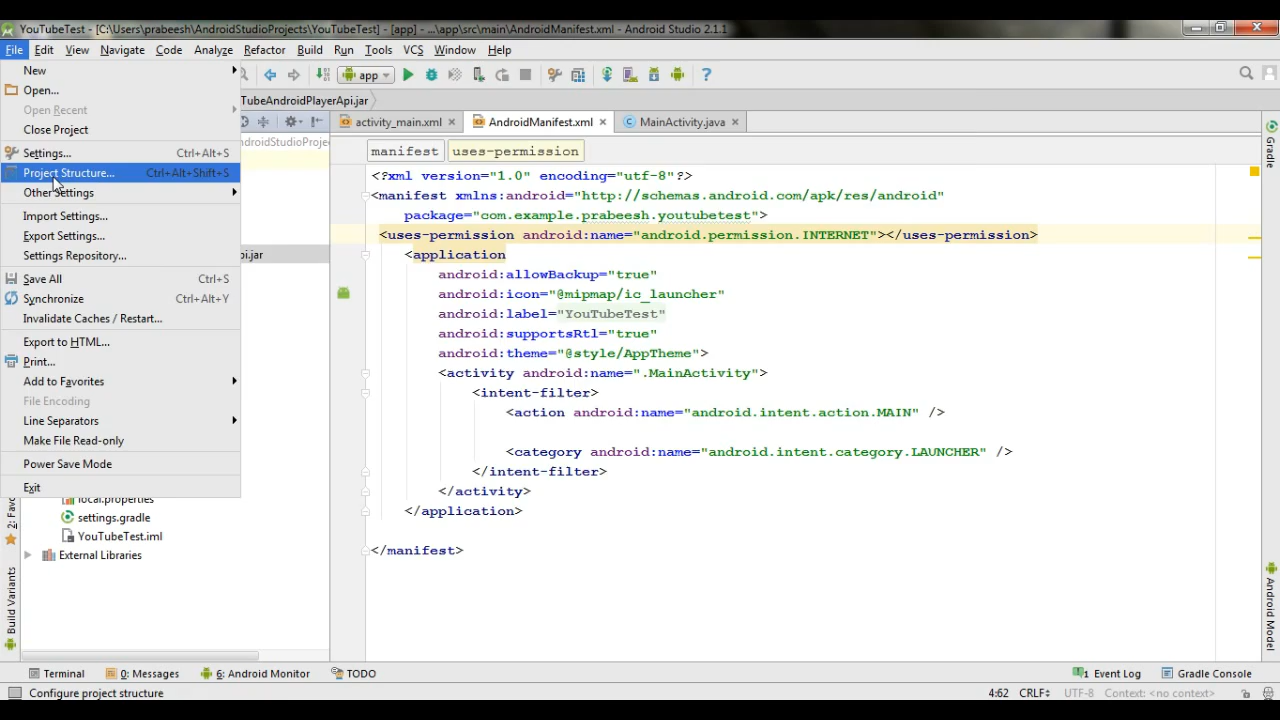 YouTubeTest - [C:\Users\prabeesh\AndroidStudioProjects\YouTubeTest] - [app] - ...\app\src\main\AndroidManifest.xml - Android Studio 2.1.1
File Edit View Navigate Code Analyze Refactor Build Run Tools VCS Window Help
app
TubeAndroidPlayerApi.jar
activity_main.xml AndroidManifest.xml MainActivity.java
New
Open...
Open Recent
Close Project
Settings... Ctrl+Alt+S
Project Structure... Ctrl+Alt+Shift+S
Other Settings
Import Settings...
Export Settings...
Settings Repository...
Save All Ctrl+S
Synchronize Ctrl+Alt+Y
Invalidate Caches / Restart...
Export to HTML...
Print...
Add to Favorites
File Encoding
Line Separators
Make File Read-only
Power Save Mode
Exit
ndroidStudioProje
pi.jar
local.properties
settings.gradle
YouTubeTest.iml
External Libraries
2: Favo
Build Variants
manifest uses-permission
<?xml version="1.0" encoding="utf-8"?>
<manifest xmlns:android="http://schemas.android.com/apk/res/android"
package="com.example.prabeesh.youtubetest">
<uses-permission android:name="android.permission.INTERNET"></uses-permission>
<application
android:allowBackup="true"
android:icon="@mipmap/ic_launcher"
android:label="YouTubeTest"
android:supportsRtl="true"
android:theme="@style/AppTheme">
<activity android:name=".MainActivity">
<intent-filter>
<action android:name="android.intent.action.MAIN" />
<category android:name="android.intent.category.LAUNCHER" />
</intent-filter>
</activity>
</application>
</manifest>
Gradle
Android Model
Terminal 0: Messages 6: Android Monitor TODO 1 Event Log Gradle Console
Configure project structure 4:62 CRLF UTF-8 Context: <no context>